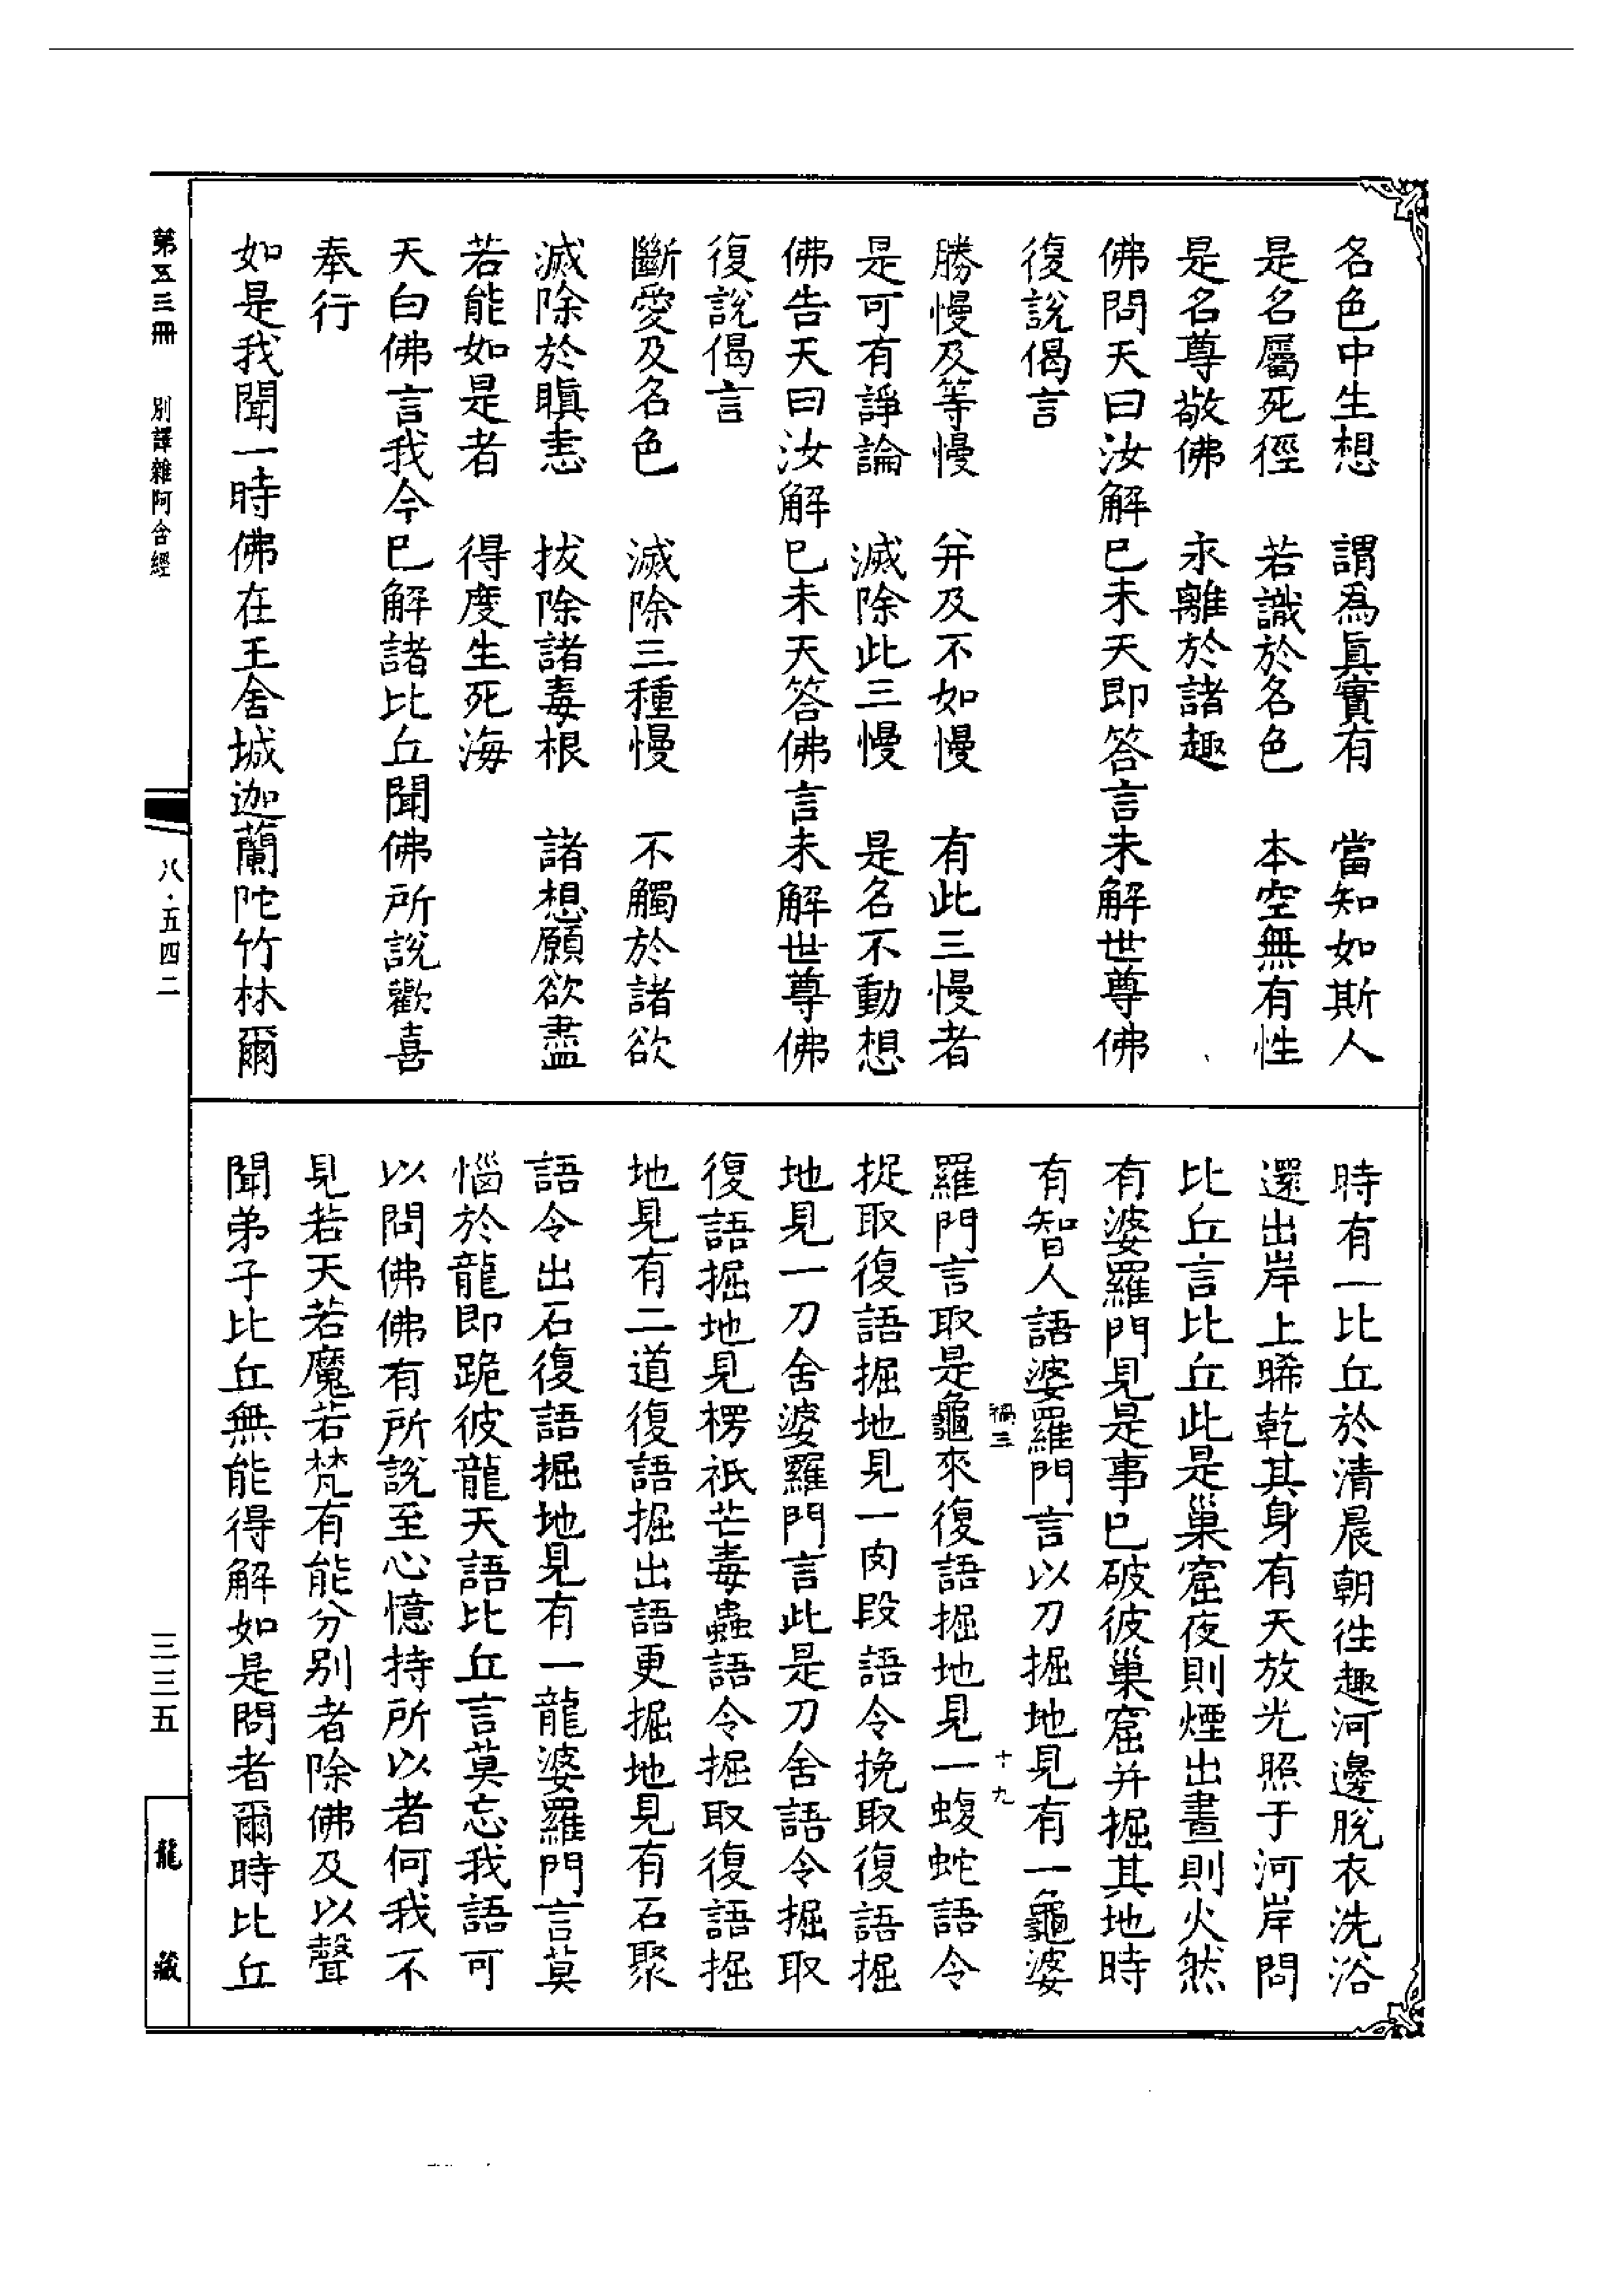 名色中生想　謂爲眞實有　當知如斯人
是名屬死徑　若識於名色　本空無有性
是名尊敬佛　永離於諸趣
佛問天曰汝解已未天即答言未解世尊佛
復說偈言
勝慢及等慢　并及不如慢　有此三慢者
是可有諍論　滅除此三慢　是名不動想
佛告天曰汝解已未天答佛言未解世尊佛
復說偈言
斷愛及名色　滅除三種慢　不觸於諸欲
滅除於瞋恚　拔除諸毒根　諸想願欲盡
若能如是者　得度生死海
天白佛言我今已解諸比丘聞佛所說歡喜
奉行
如是我聞一時佛在王舍城迦蘭陀竹林爾
時有一比丘於清晨朝往趣河邊脫衣洗浴
還出岸上晞乾其身有天放光照于河岸問
比丘言比丘此是巢窟夜則煙出晝則火然
有婆羅門見是事已破彼巢窟并掘其地時
有智人語婆羅門言以刀掘地見有一龜婆
禍三
十九
羅門言取是龜來復語掘地見一蝮蛇語令
捉取復語掘地見一肉段語令挽取復語掘
地見一刀舍婆羅門言此是刀舍語令掘取
復語掘地見楞祇芒毒蟲語令掘取復語掘
地見有二道復語掘出語更掘地見有石聚
語令出石復語掘地見有一龍婆羅門言莫
惱於龍即跪彼龍天語比丘言莫忘我語可
以問佛佛有所說至心憶持所以者何我不
見若天若魔若梵有能分別者除佛及以聲
聞弟子比丘無能得解如是問者爾時比丘
第五三冊　別譯雜阿含經
八·五四二
三三五
龍藏